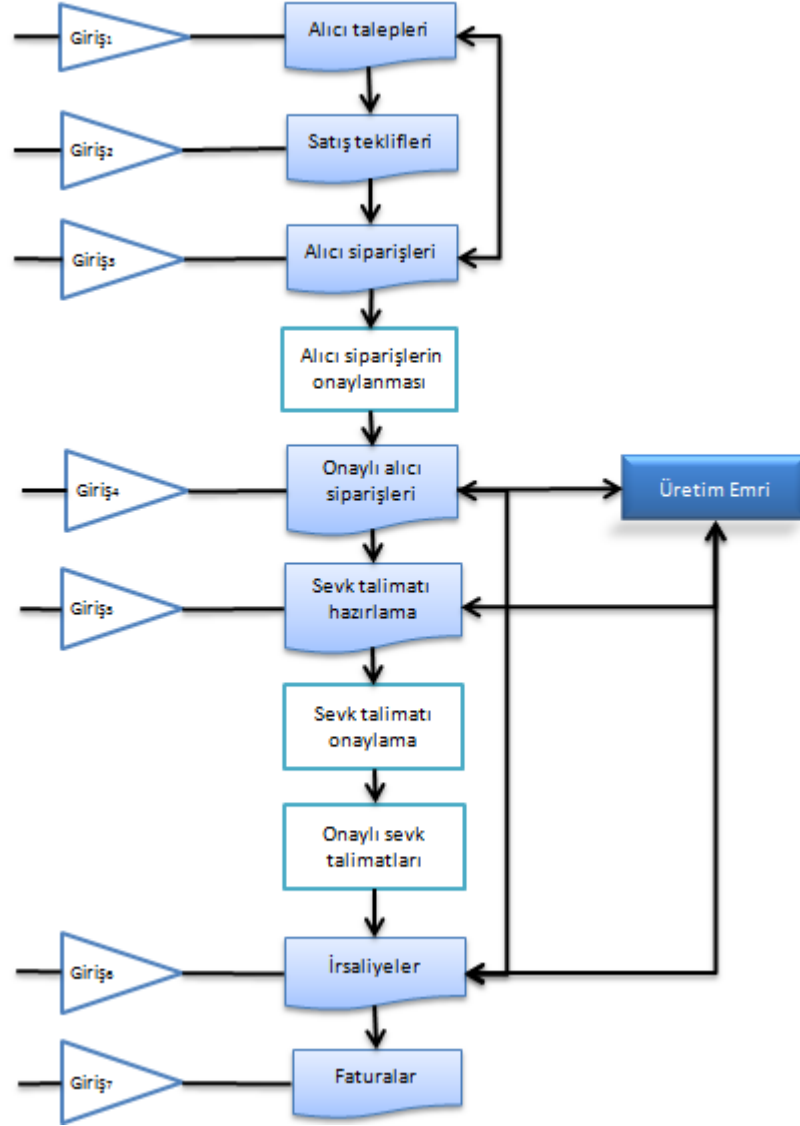 Giriş₁
Alıcı talepleri
Giriş₂
Satış teklifleri
Giriş₃
Alıcı siparişleri
Alıcı siparişlerin
onaylanması
Giriş₄
Onaylı alıcı
siparişleri
Üretim Emri
Giriş₅
Sevk talimatı
hazırlama
Sevk talimatı
onaylama
Onaylı sevk
talimatları
Giriş₆
İrsaliyeler
Giriş₇
Faturalar